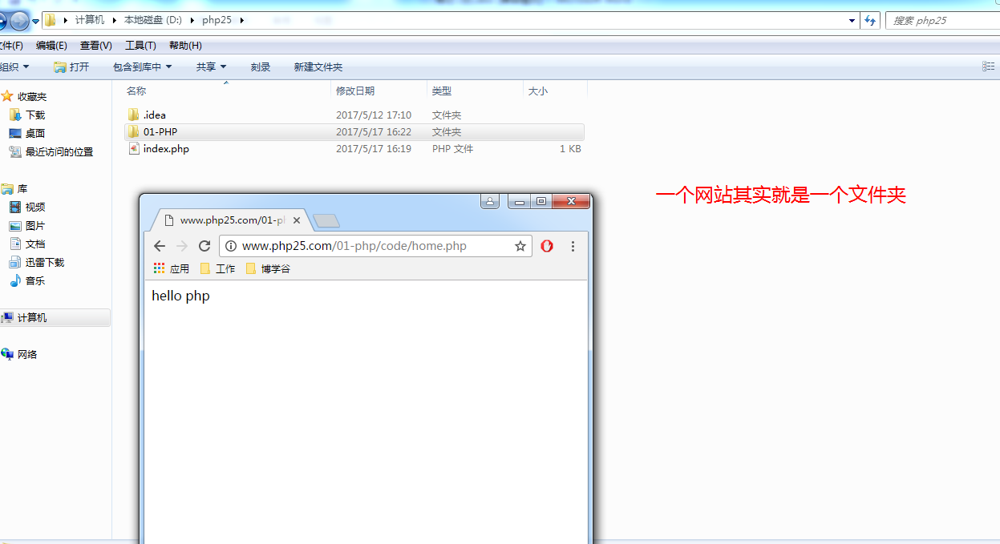 计算机 本地磁盘 (D:) php25 搜索 php25
文件(F) 编辑(E) 查看(V) 工具(T) 帮助(H)
组织 打开 包含到库中 共享 刻录 新建文件夹
收藏夹
下载
桌面
最近访问的位置
库
视频
图片
文档
迅雷下载
音乐
计算机
网络
名称 修改日期 类型 大小
.idea 2017/5/12 17:10 文件夹
01-PHP 2017/5/17 16:22 文件夹
index.php 2017/5/17 16:19 PHP 文件 1 KB
一个网站其实就是一个文件夹
www.php25.com/01-p
www.php25.com/01-php/code/home.php
应用 工作 博学谷
hello php